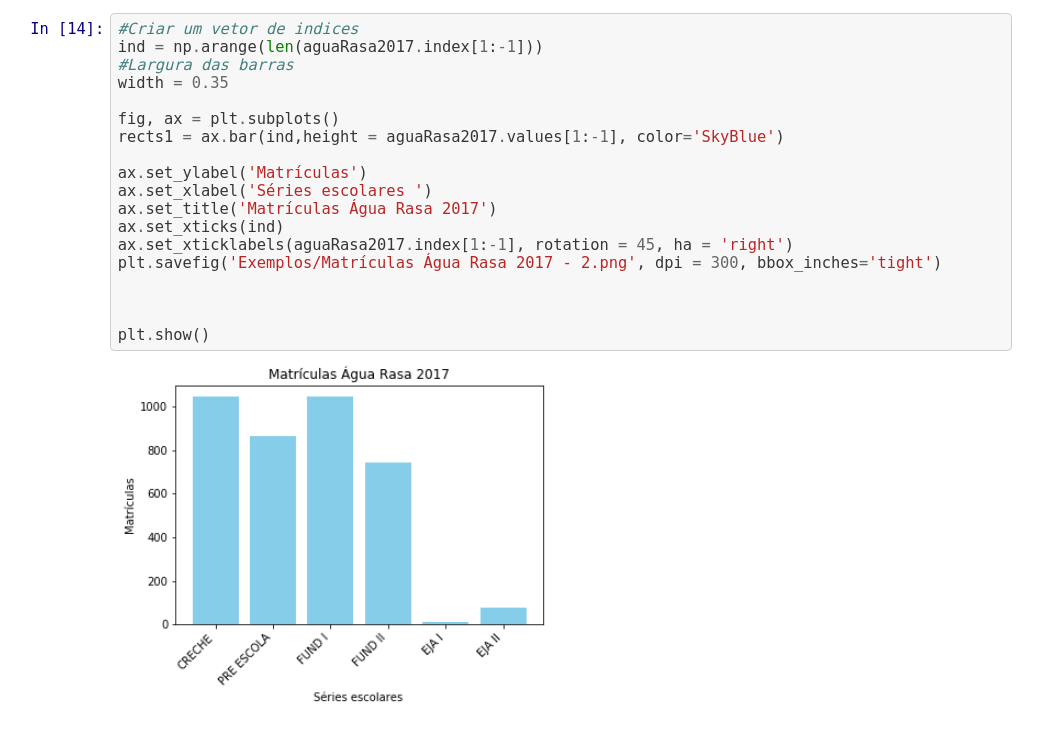 In [14]:
#Criar um vetor de indices
ind = np.arange(len(aguaRasa2017.index[1:-1]))
#Largura das barras
width = 0.35
fig, ax = plt.subplots()
rects1 = ax.bar(ind,height = aguaRasa2017.values[1:-1], color='SkyBlue')
ax.set_ylabel('Matrículas')
ax.set_xlabel('Séries escolares ')
ax.set_title('Matrículas Água Rasa 2017')
ax.set_xticks(ind)
ax.set_xticklabels(aguaRasa2017.index[1:-1], rotation = 45, ha = 'right')
plt.savefig('Exemplos/Matrículas Água Rasa 2017 - 2.png', dpi = 300, bbox_inches='tight')
plt.show()
Matrículas Água Rasa 2017
Matrículas
1000
800
600
400
200
0
CRECHE
PRE ESCOLA
FUND I
FUND II
EJA I
EJA II
Séries escolares